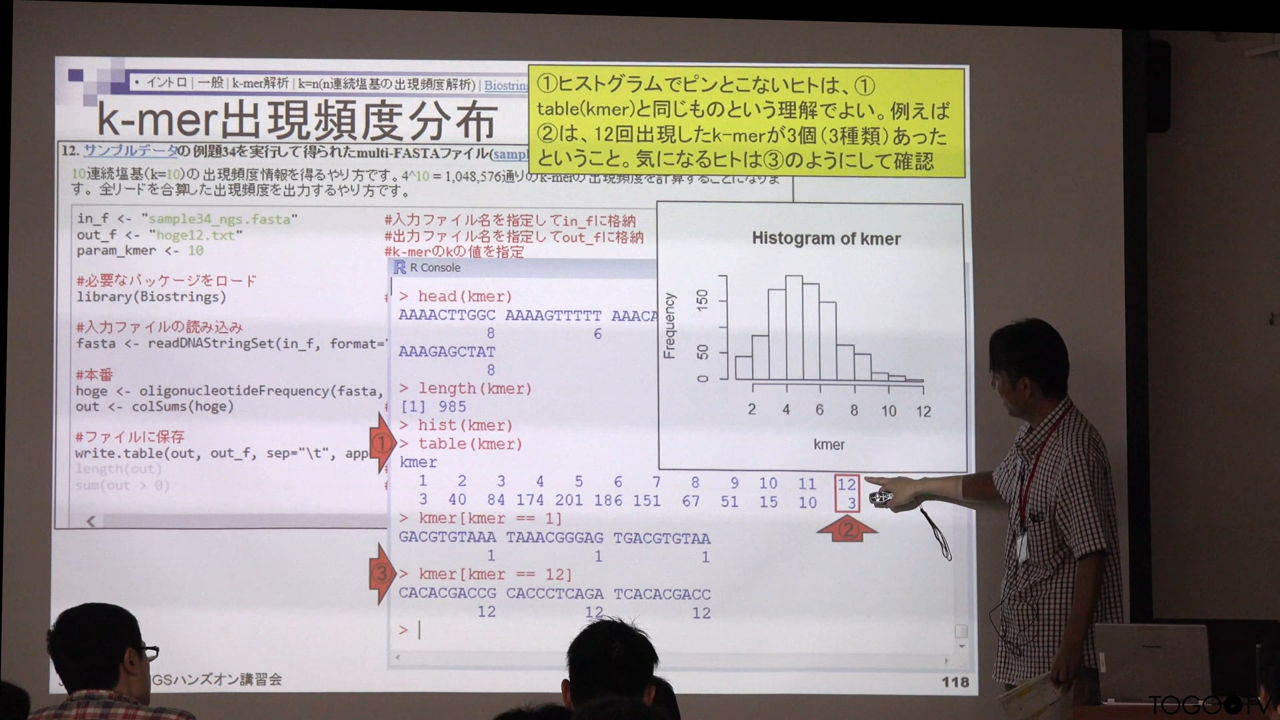 • イントロ | 一般 | k-mer解析 | k=n(n連続塩基の出現頻度解析) | Biostrin
k-mer出現頻度分布
①ヒストグラムでピンとこないヒトは、①
table(kmer)と同じものという理解でよい。例えば
②は、12回出現したk-merが3個（3種類）あった
ということ。気になるヒトは③のようにして確認
12. サンプルデータの例題34を実行して得られたmulti-FASTAファイル(samp
10連続塩基(k=10)の出現頻度情報を得るやり方です。4^10 = 1,048,576通りのk-merの出現頻度を計算することになりま
す。全リードを合算した出現頻度を出力するやり方です。
in_f <- "sample34_ngs.fasta" #入力ファイル名を指定してin_fに格納
out_f <- "hoge12.txt" #出力ファイル名を指定してout_fに格納
param_kmer <- 10 #k-merのkの値を指定
#必要なパッケージをロード
library(Biostrings)
#入力ファイルの読み込み
fasta <- readDNAStringSet(in_f, format=
#本番
hoge <- oligonucleotideFrequency(fasta,
out <- colSums(hoge)
#ファイルに保存
write.table(out, out_f, sep="\t", app
length(out)
sum(out > 0)
R Console
> head(kmer)
AAAACTTGGC AAAAGTTTTT AAACA
8 6
AAAGAGCTAT
8
> length(kmer)
[1] 985
> hist(kmer)
① > table(kmer)
kmer
1 2 3 4 5 6 7 8 9 10 11 12
3 40 84 174 201 186 151 67 51 15 10 3
②
> kmer[kmer == 1]
GACGTGTAAA TAAACGGGAG TGACGTGTAA
1 1 1
③ > kmer[kmer == 12]
CACACGACCG CACCCTCAGA TCACACGACC
12 12 12
>
Histogram of kmer
Frequency
150
50
0
2 4 6 8 10 12
kmer
GSハンズオン講習会
118
TOGOTV